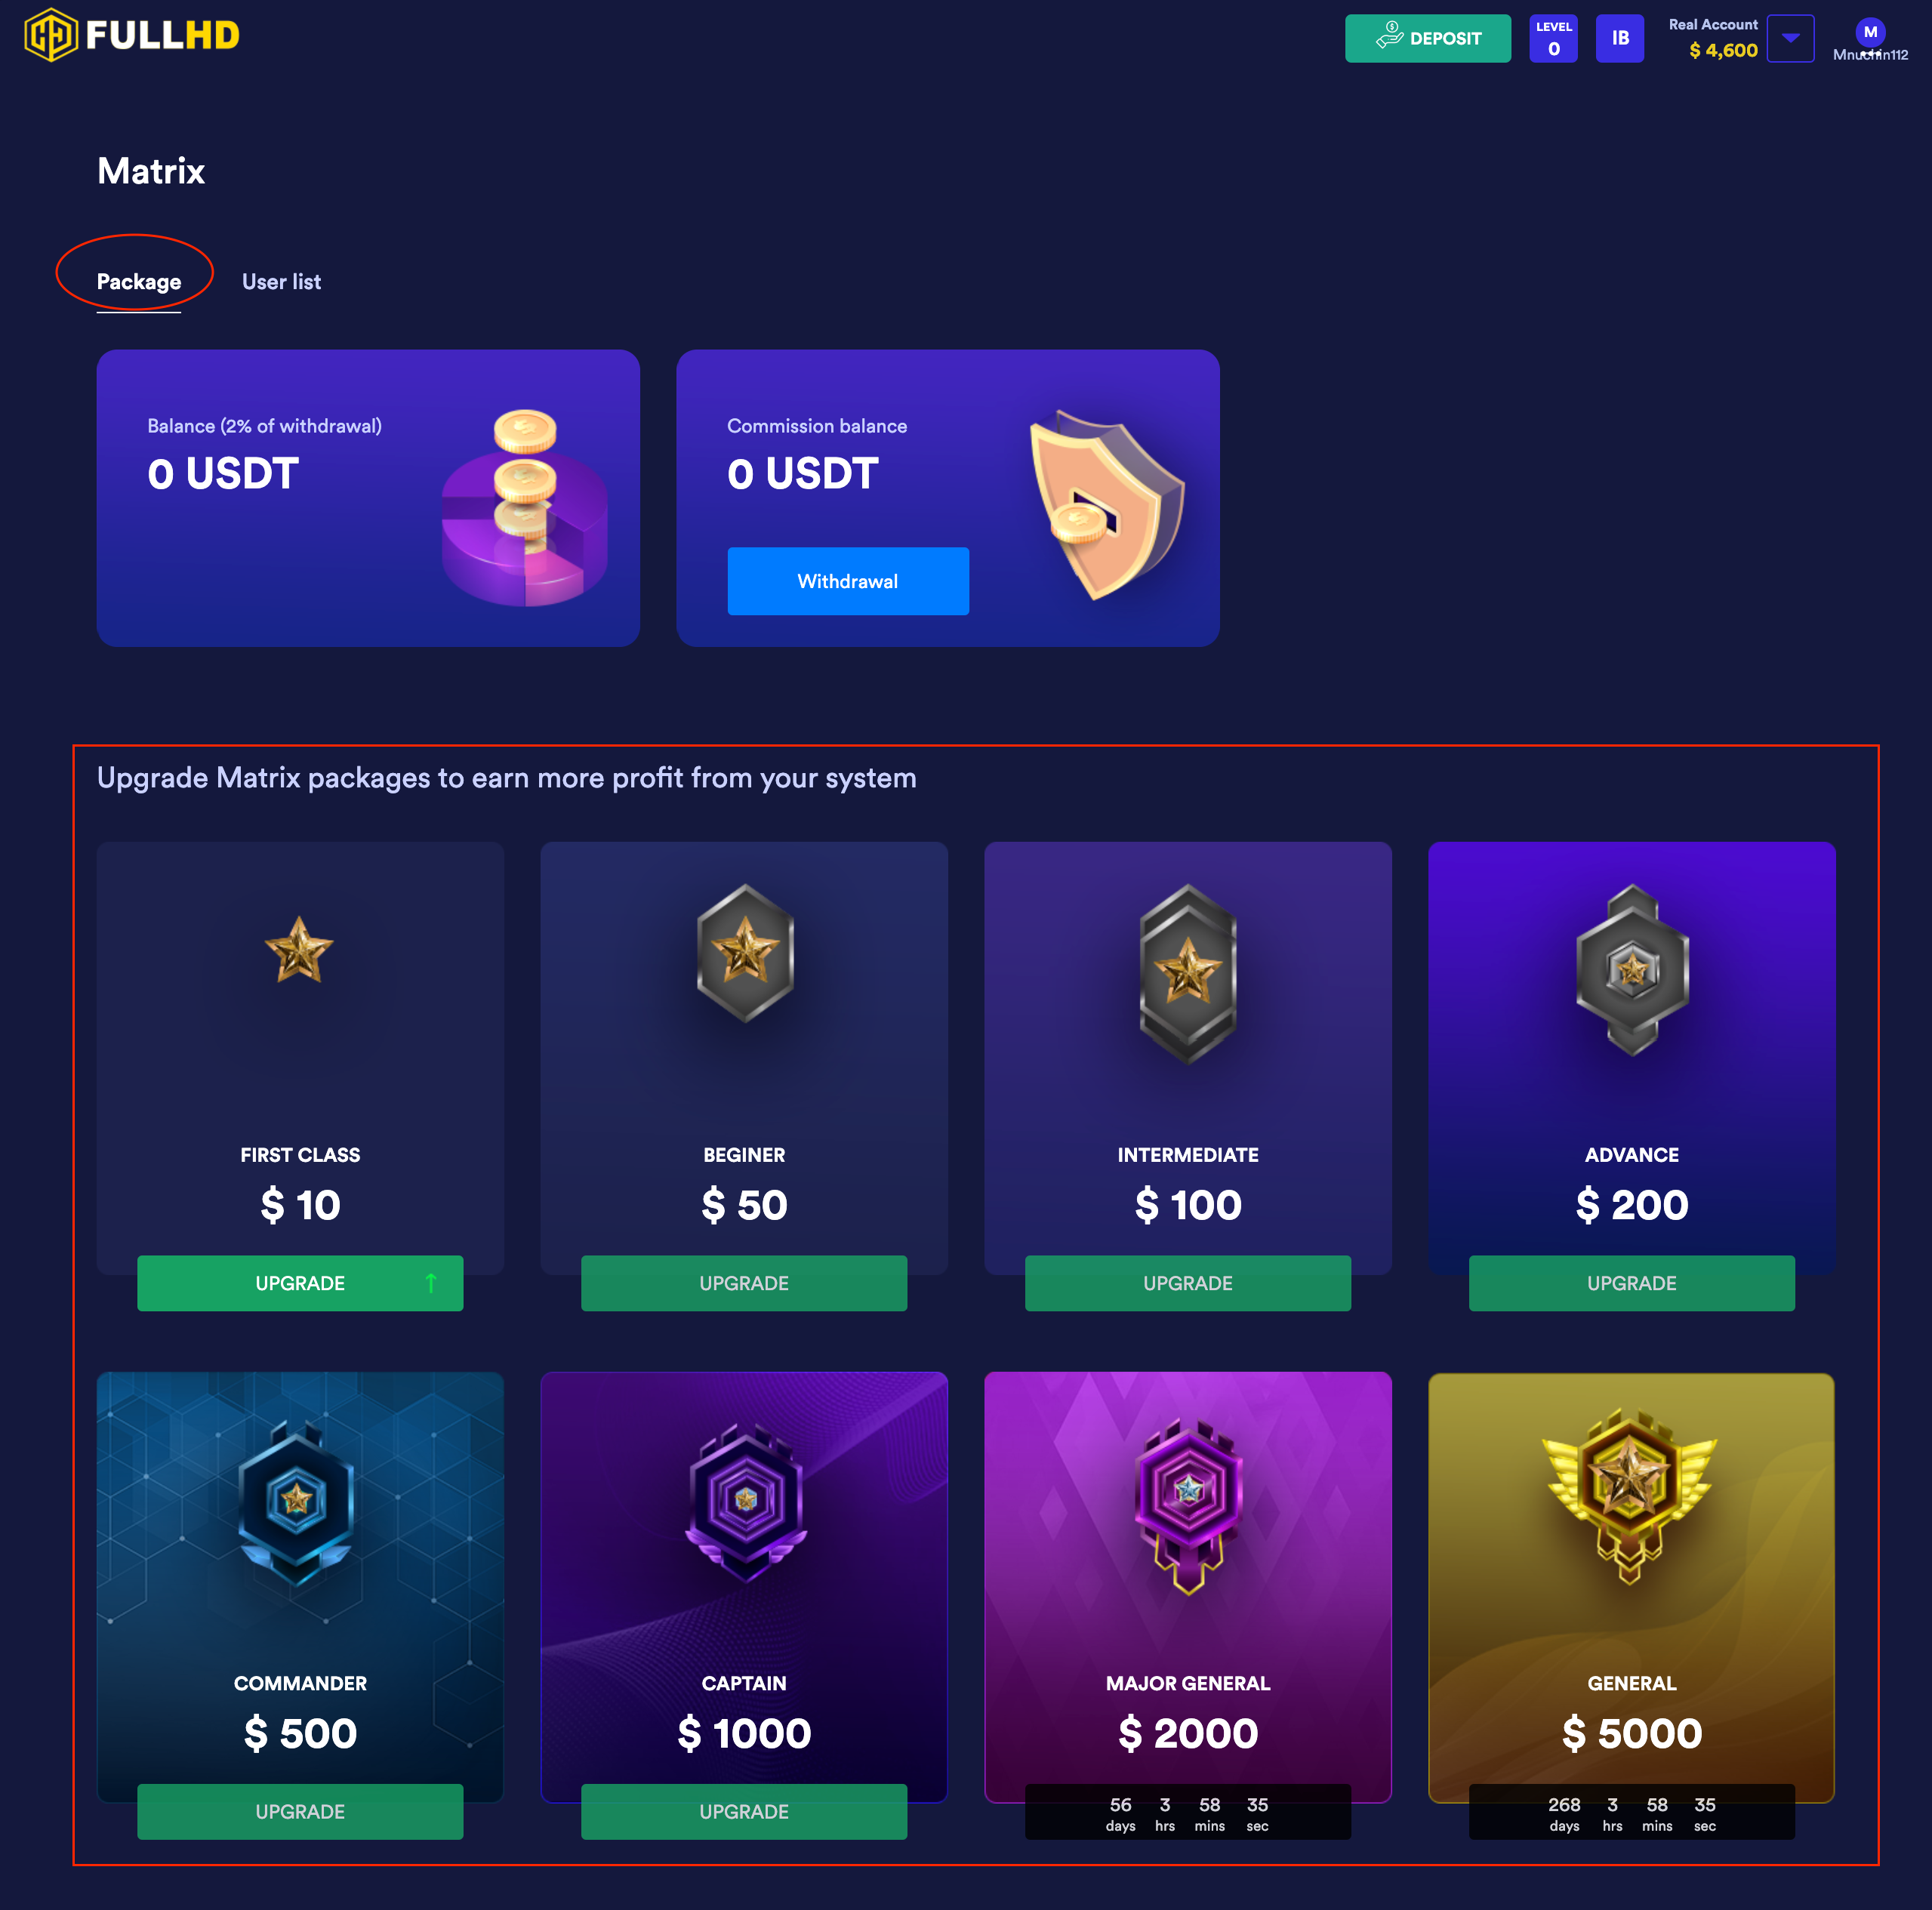 FULLHD
DEPOSIT
LEVEL
0
IB
Real Account
$ 4,600
M
Mnuchin112
Matrix
Package
User list
Balance (2% of withdrawal)
0 USDT
Commission balance
0 USDT
Withdrawal
Upgrade Matrix packages to earn more profit from your system
FIRST CLASS
$ 10
UPGRADE ↑
BEGINER
$ 50
UPGRADE
INTERMEDIATE
$ 100
UPGRADE
ADVANCE
$ 200
UPGRADE
COMMANDER
$ 500
UPGRADE
CAPTAIN
$ 1000
UPGRADE
MAJOR GENERAL
$ 2000
56 3 58 35
days hrs mins sec
GENERAL
$ 5000
268 3 58 35
days hrs mins sec